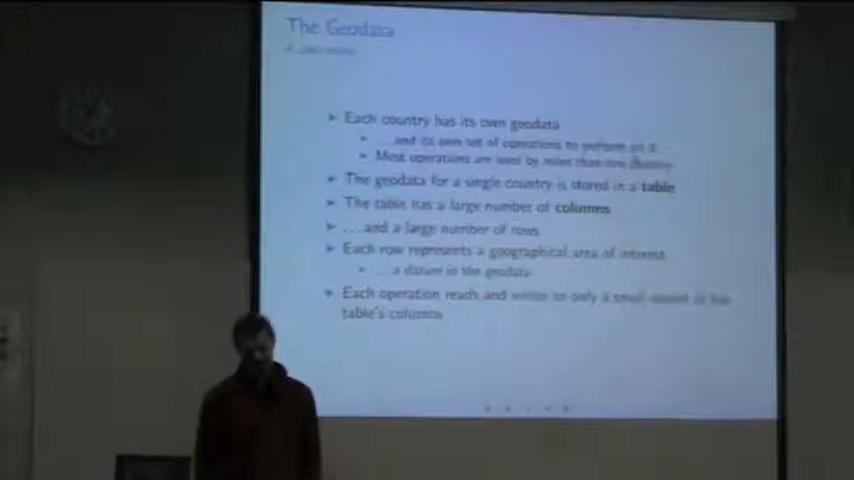 The Geodata
▸ Each country has its own geodata
▸ ...and its own set of operations to perform on it
▸ Most operations are used by more than one country
▸ The geodata for a single country is stored in a table
▸ The table has a large number of columns
▸ ...and a large number of rows
▸ Each row represents a geographical area of interest
▸ ...a datum in the geodata
▸ Each operation reads and writes to only a small subset of the
table's columns